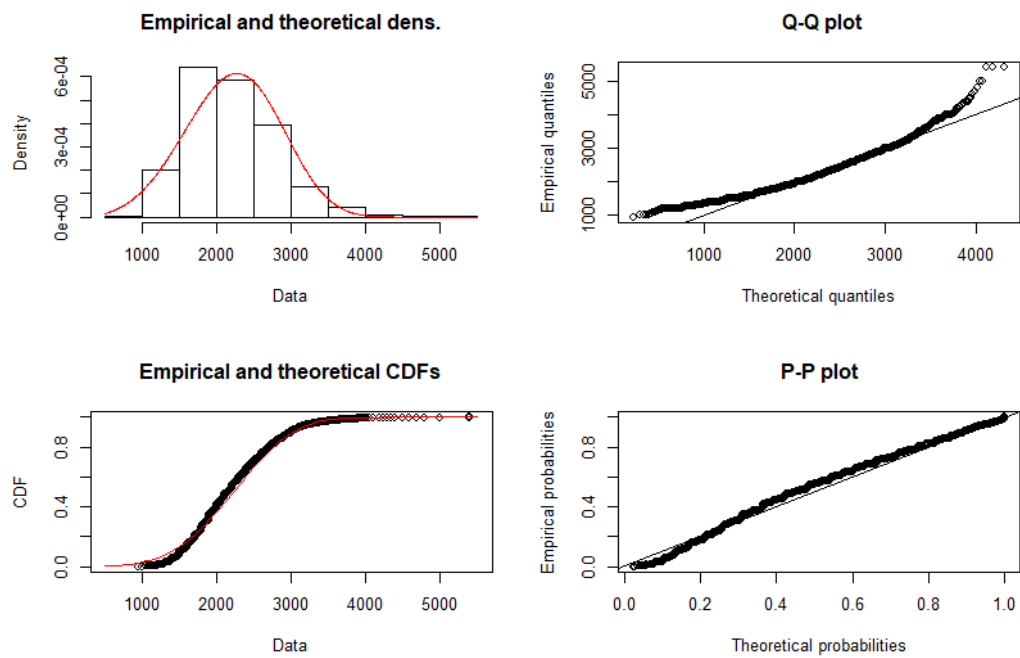 Empirical and theoretical dens.
Density
0e+00 3e-04 6e-04
1000 2000 3000 4000 5000
Data
Q-Q plot
Empirical quantiles
1000 3000 5000
1000 2000 3000 4000
Theoretical quantiles
Empirical and theoretical CDFs
CDF
0.0 0.4 0.8
1000 2000 3000 4000 5000
Data
P-P plot
Empirical probabilities
0.0 0.4 0.8
0.0 0.2 0.4 0.6 0.8 1.0
Theoretical probabilities